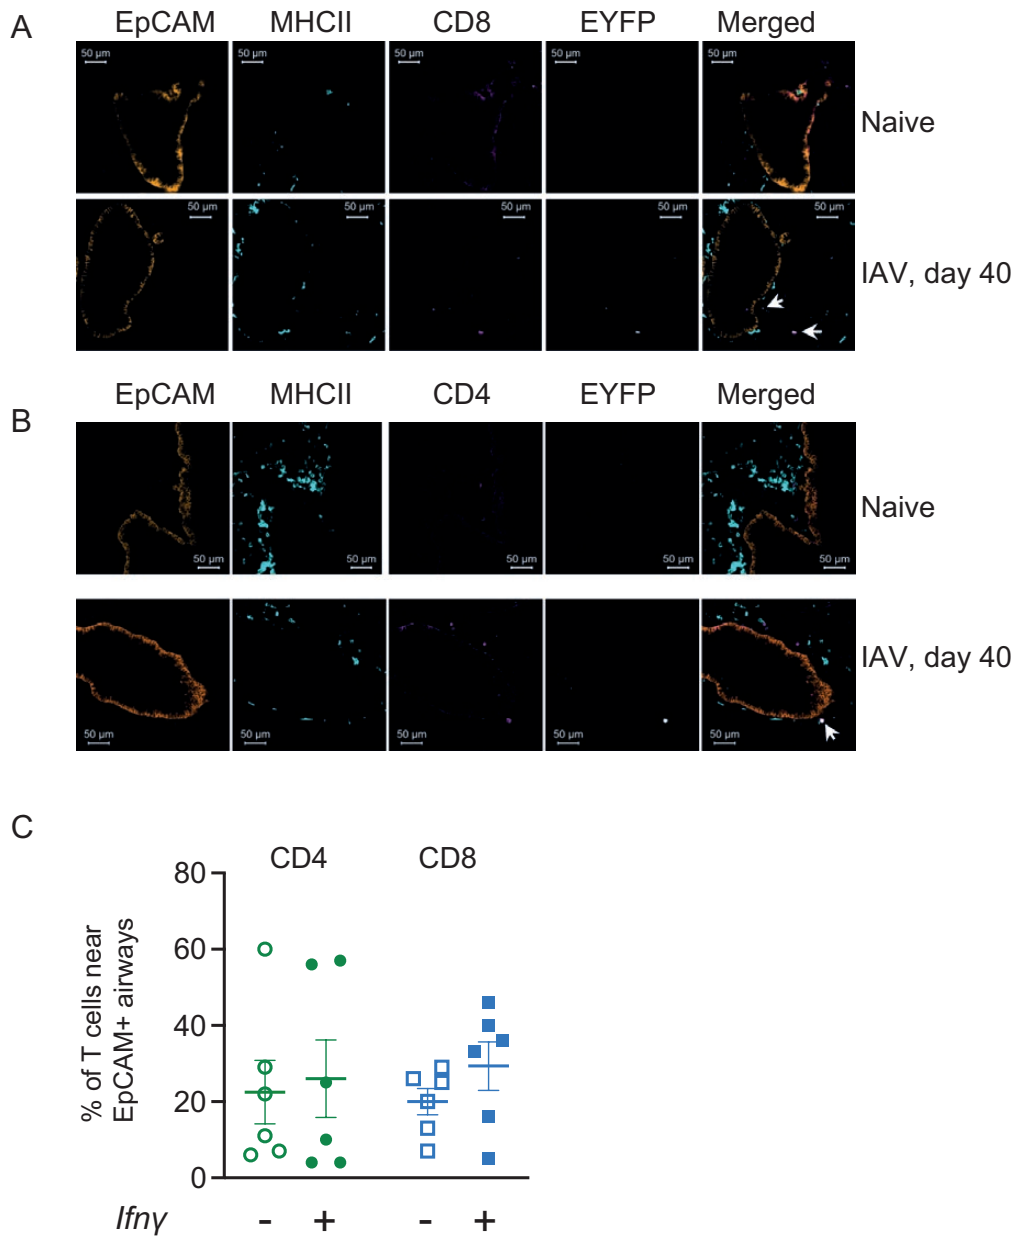 A
EpCAM MHCII CD8 EYFP Merged
50 µm 50 µm 50 µm 50 µm 50 µm
Naive
50 µm 50 µm 50 µm 50 µm 50 µm
IAV, day 40
B
EpCAM MHCII CD4 EYFP Merged
Naive
50 µm 50 µm 50 µm 50 µm 50 µm
IAV, day 40
50 µm 50 µm 50 µm 50 µm 50 µm
C
CD4 CD8
% of T cells near
EpCAM+ airways
80
60
40
20
0
Ifnγ - + - +